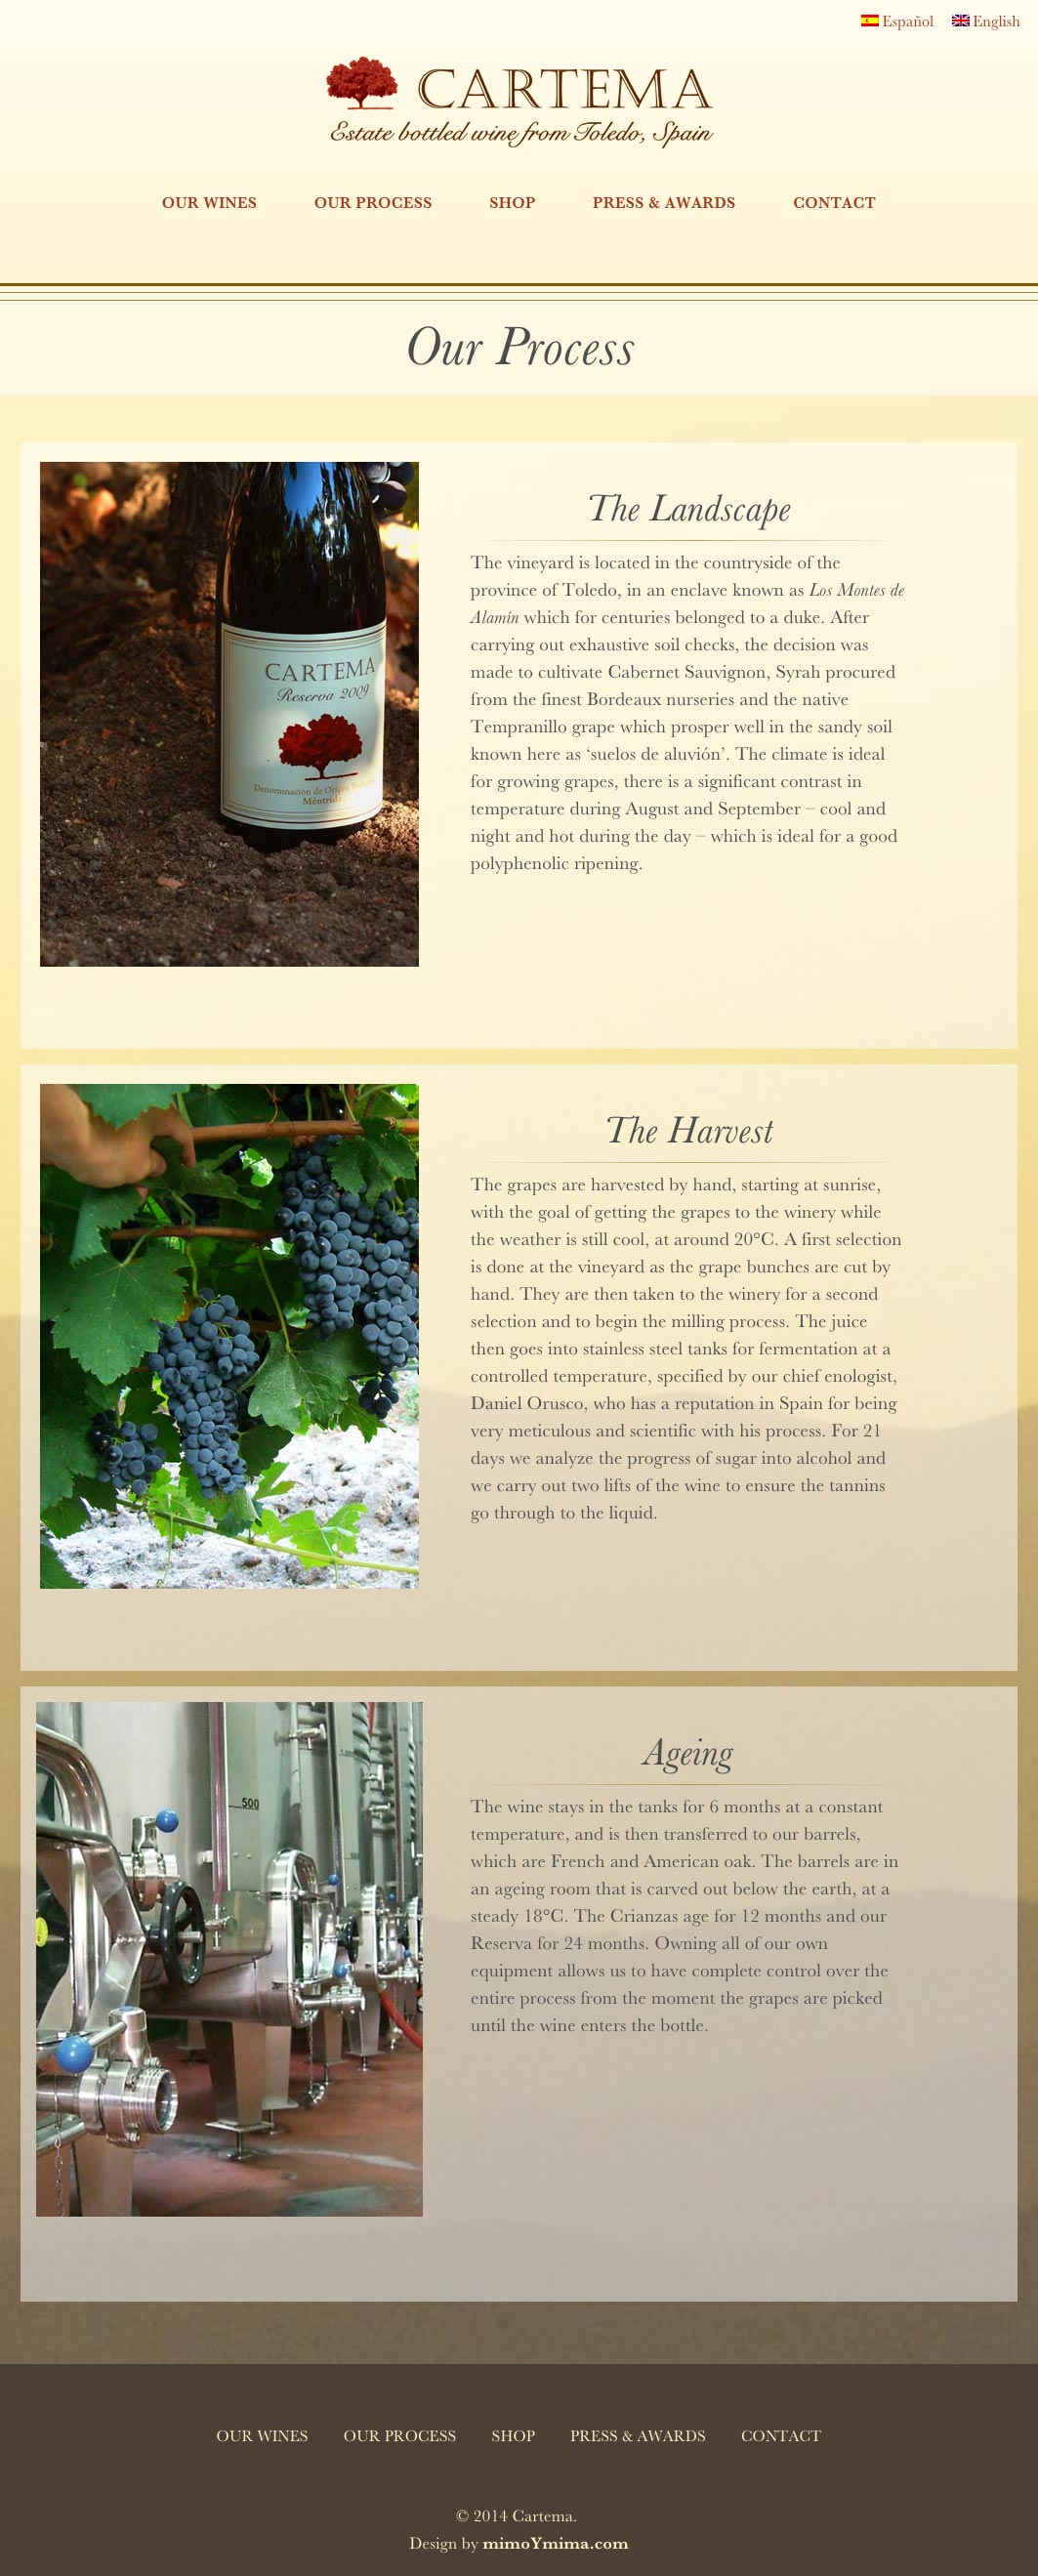 Español English
CARTEMA
Estate bottled wine from Toledo, Spain
OUR WINES OUR PROCESS SHOP PRESS & AWARDS CONTACT
Our Process
CARTEMA
Reserva 2009
Denominación de Origen
Méntrida
The Landscape
The vineyard is located in the countryside of the
province of Toledo, in an enclave known as Los Montes de
Alamín which for centuries belonged to a duke. After
carrying out exhaustive soil checks, the decision was
made to cultivate Cabernet Sauvignon, Syrah procured
from the finest Bordeaux nurseries and the native
Tempranillo grape which prosper well in the sandy soil
known here as ‘suelos de aluvión’. The climate is ideal
for growing grapes, there is a significant contrast in
temperature during August and September – cool and
night and hot during the day – which is ideal for a good
polyphenolic ripening.
The Harvest
The grapes are harvested by hand, starting at sunrise,
with the goal of getting the grapes to the winery while
the weather is still cool, at around 20°C. A first selection
is done at the vineyard as the grape bunches are cut by
hand. They are then taken to the winery for a second
selection and to begin the milling process. The juice
then goes into stainless steel tanks for fermentation at a
controlled temperature, specified by our chief enologist,
Daniel Orusco, who has a reputation in Spain for being
very meticulous and scientific with his process. For 21
days we analyze the progress of sugar into alcohol and
we carry out two lifts of the wine to ensure the tannins
go through to the liquid.
500
Ageing
The wine stays in the tanks for 6 months at a constant
temperature, and is then transferred to our barrels,
which are French and American oak. The barrels are in
an ageing room that is carved out below the earth, at a
steady 18°C. The Crianzas age for 12 months and our
Reserva for 24 months. Owning all of our own
equipment allows us to have complete control over the
entire process from the moment the grapes are picked
until the wine enters the bottle.
OUR WINES OUR PROCESS SHOP PRESS & AWARDS CONTACT
© 2014 Cartema.
Design by mimoYmima.com